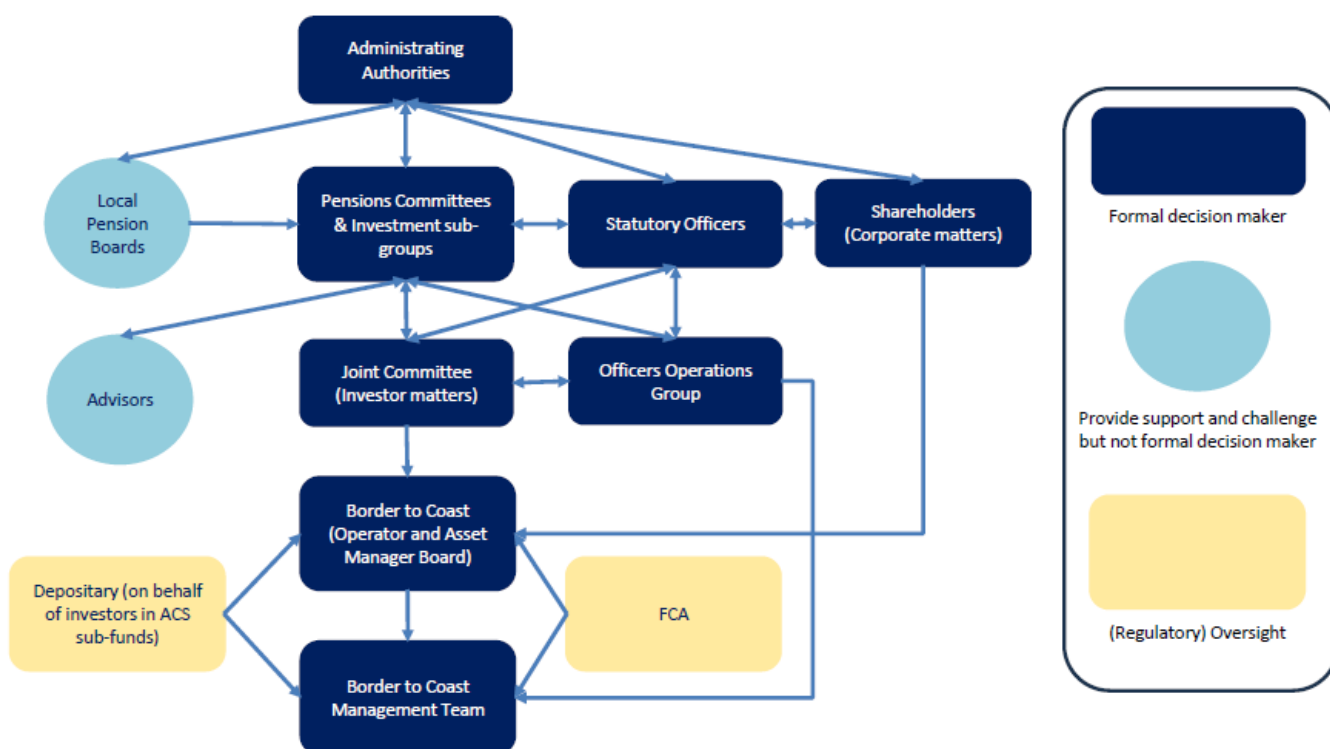 Administrating
Authorities
Local
Pension
Boards
Pensions Committees
& Investment sub-
groups
Statutory Officers
Shareholders
(Corporate matters)
Advisors
Joint Committee
(Investor matters)
Officers Operations
Group
Border to Coast
(Operator and Asset
Manager Board)
Depositary (on behalf
of investors in ACS
sub-funds)
FCA
Border to Coast
Management Team
Formal decision maker
Provide support and challenge
but not formal decision maker
(Regulatory) Oversight